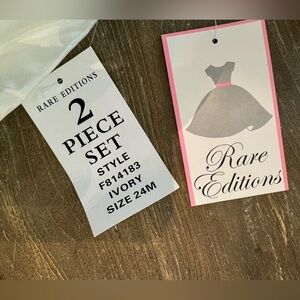 RARE EDITIONS
2
PIECE
SET
STYLE
F814183
IVORY
SIZE 24M
Rare
Editions